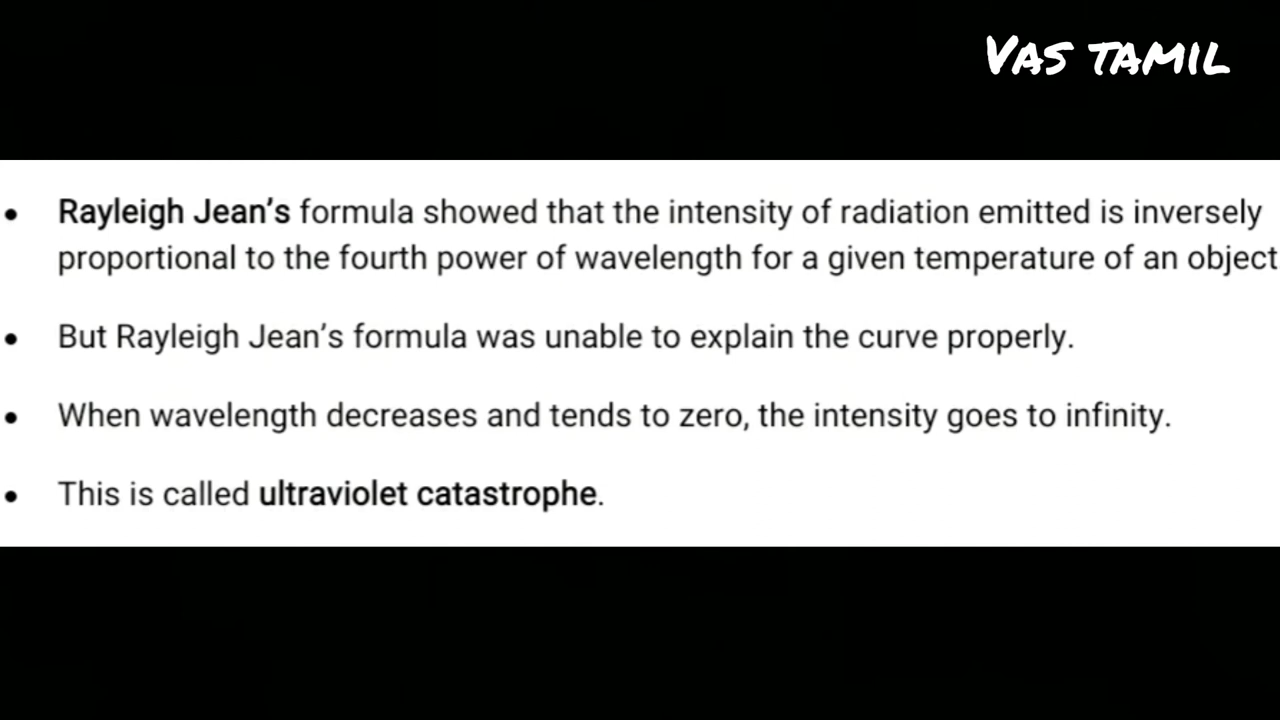 VAS TAMIL
• Rayleigh Jean's formula showed that the intensity of radiation emitted is inversely
proportional to the fourth power of wavelength for a given temperature of an object
• But Rayleigh Jean's formula was unable to explain the curve properly.
• When wavelength decreases and tends to zero, the intensity goes to infinity.
• This is called ultraviolet catastrophe.